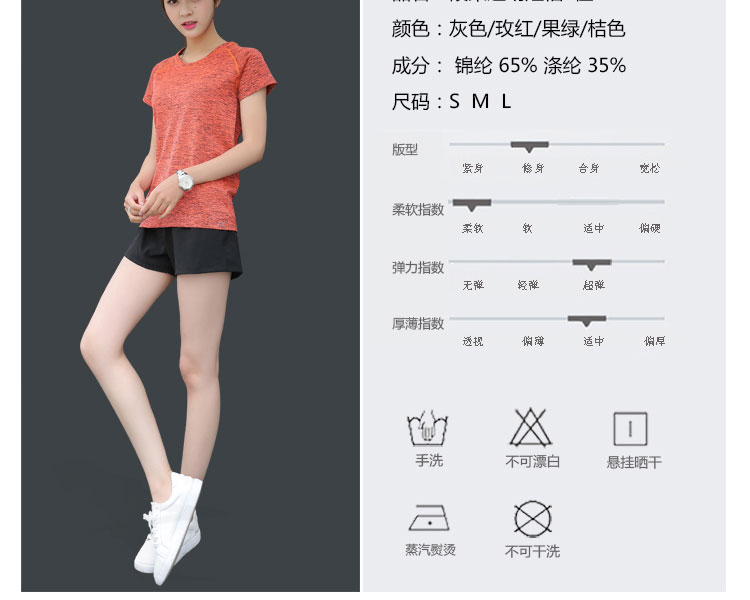 颜色：灰色/玫红/果绿/桔色
成分： 锦纶 65% 涤纶 35%
尺码：S M L
版型
紧身 修身 合身 宽松
柔软指数
柔软 软 适中 偏硬
弹力指数
无弹 轻弹 超弹
厚薄指数
透视 偏薄 适中 偏厚
手洗 不可漂白 悬挂晒干
蒸汽熨烫 不可干洗